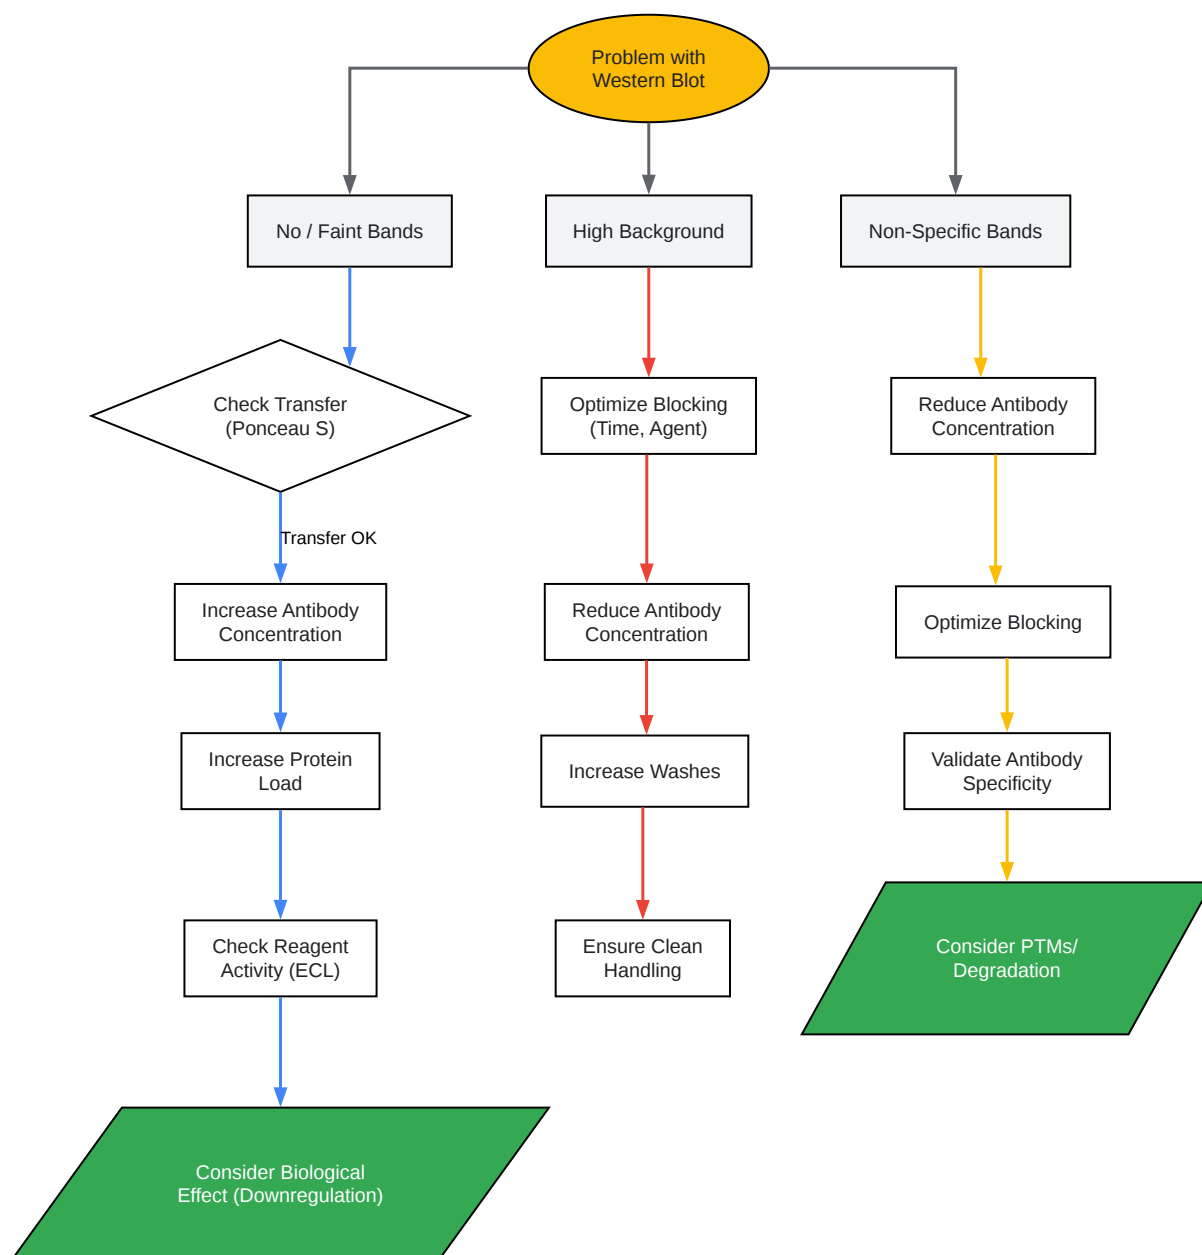 Problem with
Western Blot
No / Faint Bands
High Background
Non-Specific Bands
Check Transfer
(Ponceau S)
Optimize Blocking
(Time, Agent)
Reduce Antibody
Concentration
Transfer OK
Increase Antibody
Concentration
Reduce Antibody
Concentration
Optimize Blocking
Increase Protein
Load
Increase Washes
Validate Antibody
Specificity
Check Reagent
Activity (ECL)
Ensure Clean
Handling
Consider PTMs/
Degradation
Consider Biological
Effect (Downregulation)